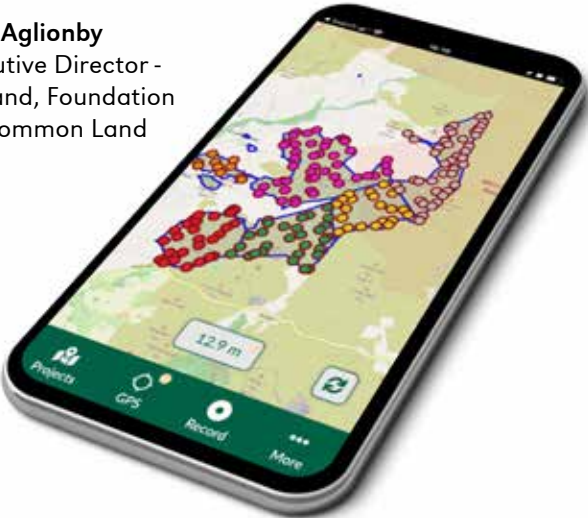 Aglionby
utive Director -
and, Foundation
ommon Land
12.9 m
Projects
GPS
Record
More